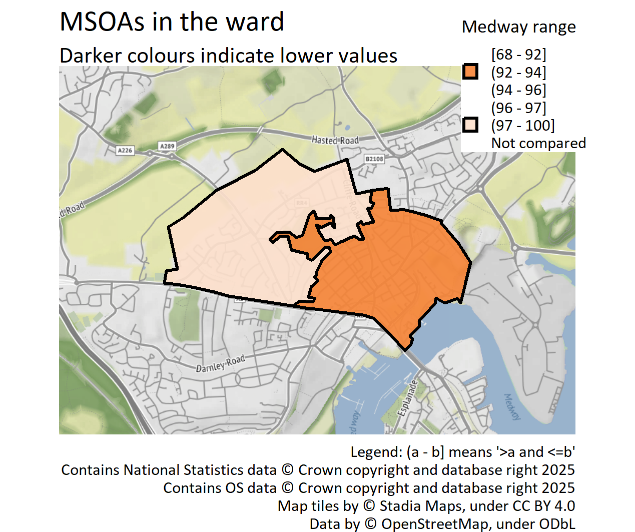 MSOAs in the ward
Darker colours indicate lower values
Medway range
[68 - 92]
(92 - 94]
(94 - 96]
(96 - 97]
(97 - 100]
Not compared
Hasted Road
A226
A289
B2108
d Road
Darnley Road
Esplanade
Medway
Legend: (a - b] means '>a and <=b'
Contains National Statistics data © Crown copyright and database right 2025
Contains OS data © Crown copyright and database right 2025
Map tiles by © Stadia Maps, under CC BY 4.0
Data by © OpenStreetMap, under ODbL